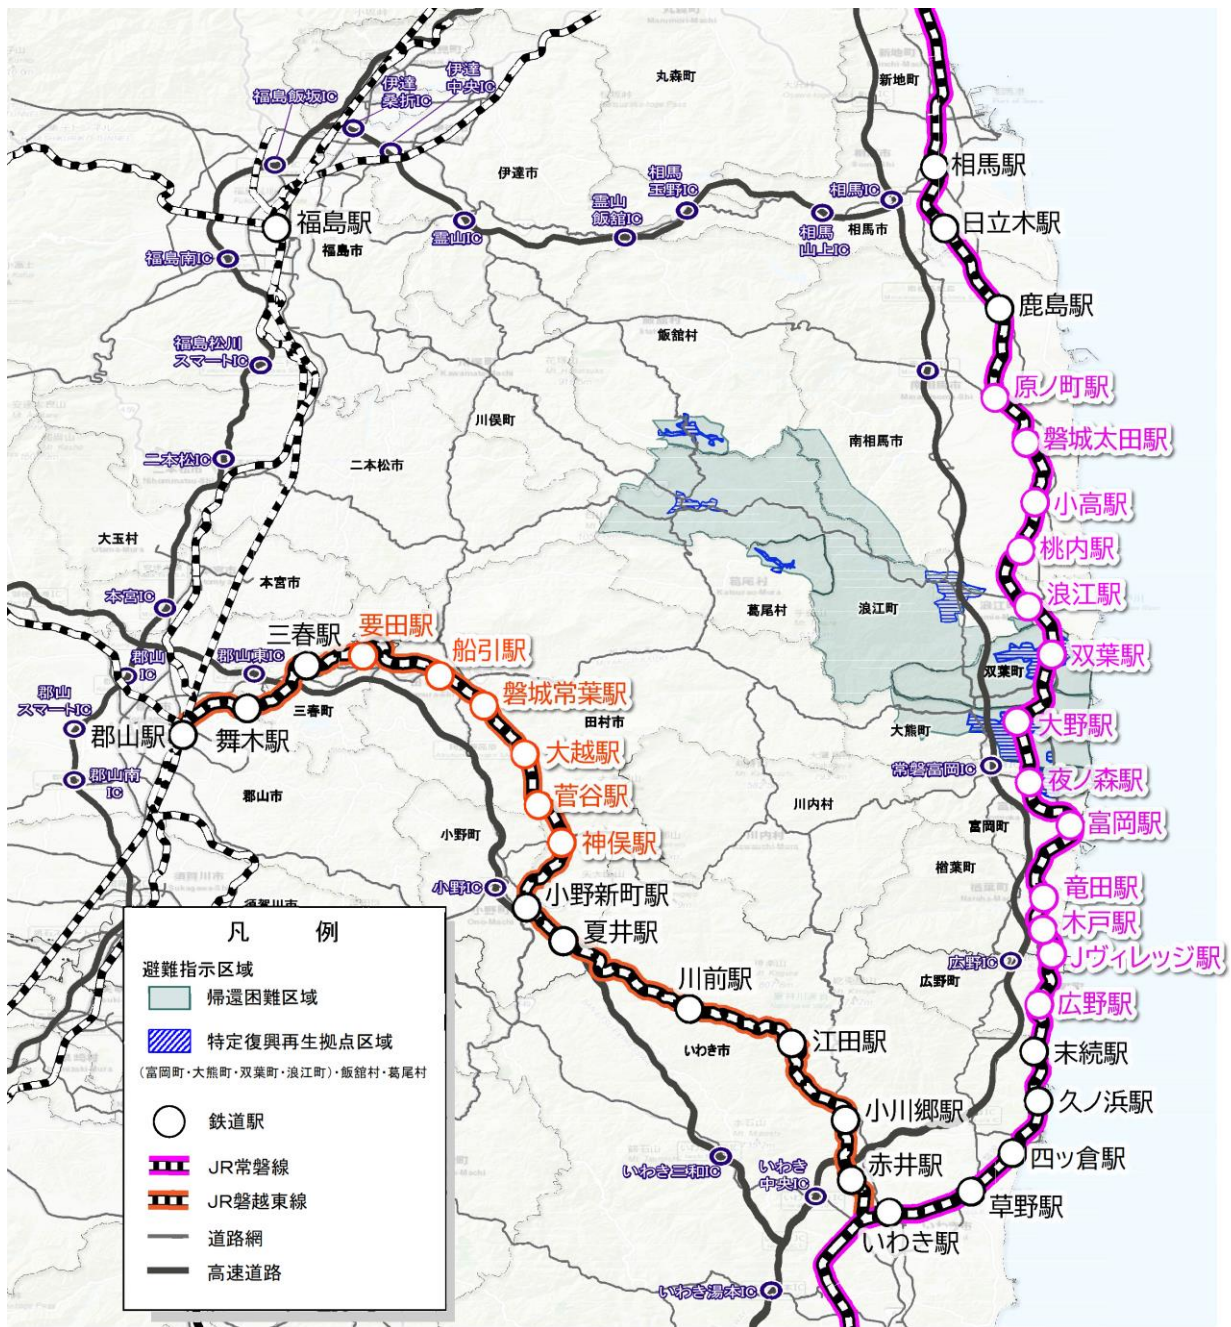 丸森町
新地町
福島飯坂IC
伊達
桑折IC
伊達
中央IC
伊達市
相馬駅
相馬
玉野IC
相馬IC
霊山
飯舘IC
霊山IC
相馬
山上IC
相馬市
日立木駅
福島駅
福島市
福島南IC
鹿島駅
福島松川
スマートIC
飯舘村
原ノ町駅
川俣町
南相馬市
磐城太田駅
二本松IC
二本松市
小高駅
大玉村
桃内駅
本宮市
本宮IC
葛尾村
浪江町
浪江駅
三春駅
要田駅
船引駅
双葉駅
双葉町
郡山
IC
郡山東IC
磐城常葉駅
三春町
田村市
大熊町
大野駅
郡山
スマートIC
郡山駅
舞木駅
大越駅
常磐富岡IC
夜ノ森駅
郡山南
IC
郡山市
菅谷駅
川内村
富岡町
富岡駅
小野町
神俣駅
楢葉町
小野IC
竜田駅
小野新町駅
木戸駅
夏井駅
Jヴィレッジ駅
広野IC
広野町
川前駅
広野駅
江田駅
いわき市
末続駅
小川郷駅
久ノ浜駅
四ッ倉駅
いわき三和IC
いわき
中央IC
赤井駅
草野駅
いわき駅
いわき湯本IC
須賀川市
凡 例
避難指示区域
帰還困難区域
特定復興再生拠点区域
(富岡町・大熊町・双葉町・浪江町)・飯舘村・葛尾村
鉄道駅
JR常磐線
JR磐越東線
道路網
高速道路